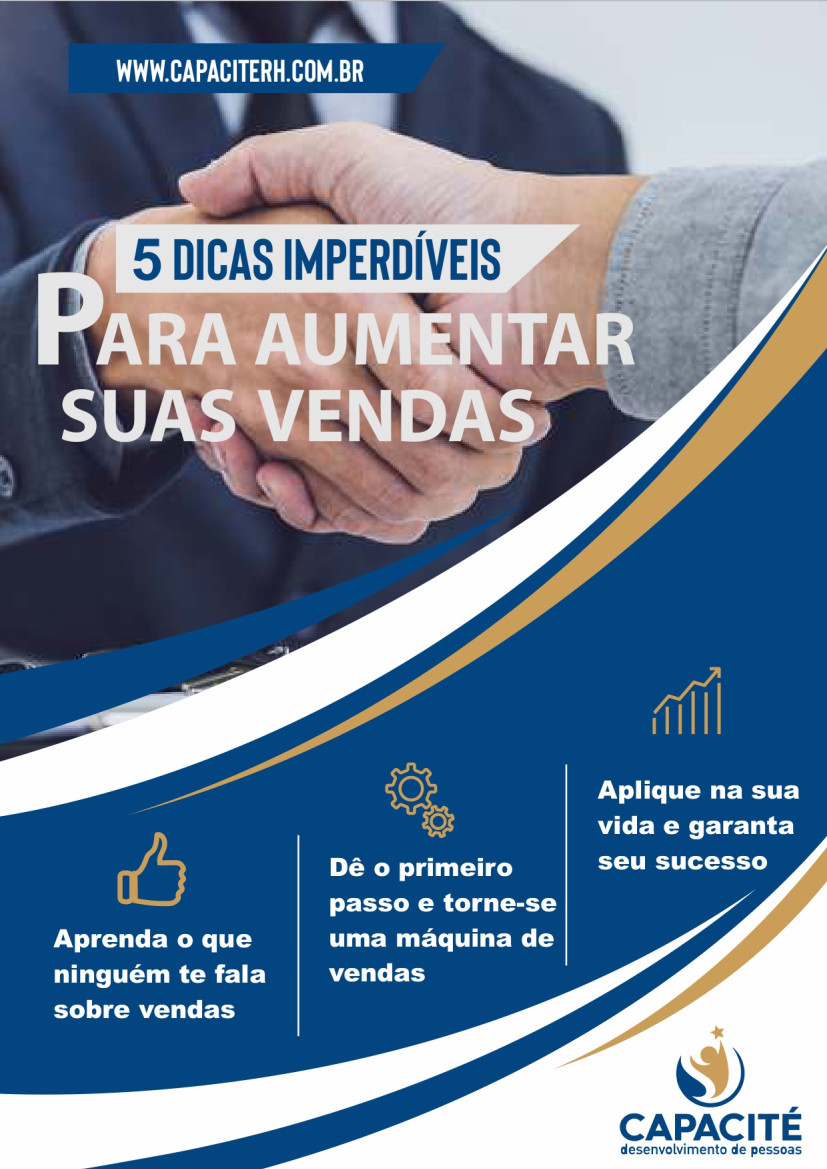 WWW.CAPACITERH.COM.BR
5 DICAS IMPERDÍVEIS
PARA AUMENTAR
SUAS VENDAS
Aplique na sua
vida e garanta
seu sucesso
Dê o primeiro
passo e torne-se
uma máquina de
vendas
Aprenda o que
ninguém te fala
sobre vendas
CAPACITÉ
desenvolvimento de pessoas